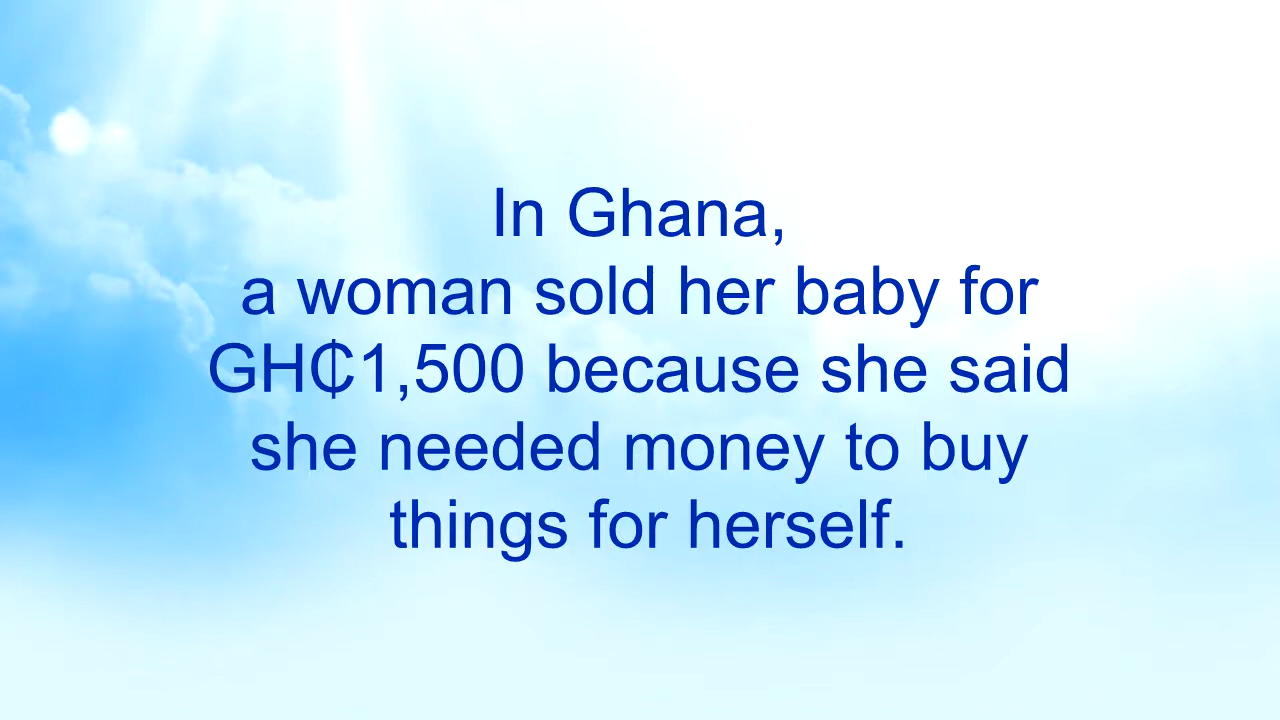 In Ghana,
a woman sold her baby for
GH₵1,500 because she said
she needed money to buy
things for herself.